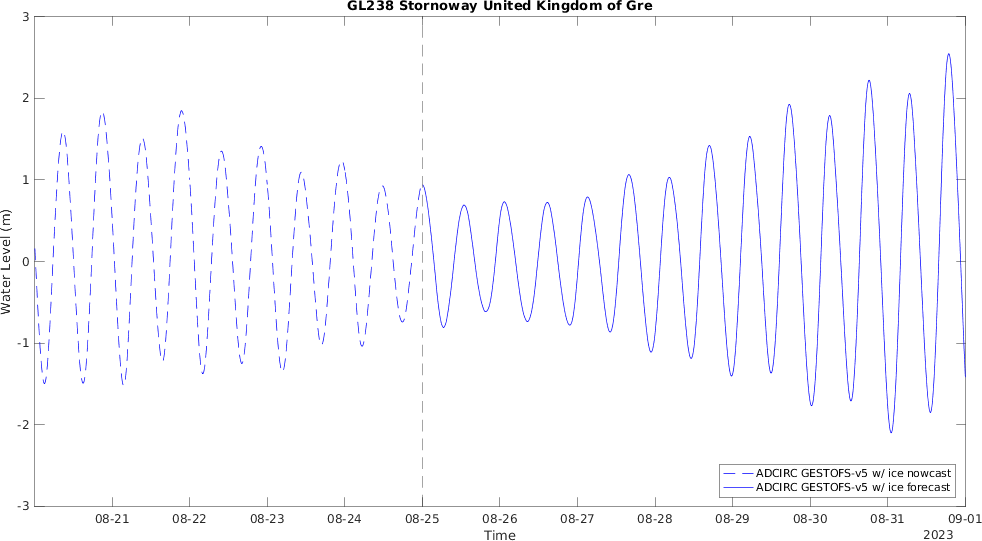 GL238 Stornoway United Kingdom of Gre
3
2
1
0
-1
-2
-3
Water Level (m)
ADCIRC GESTOFS-v5 w/ ice nowcast
ADCIRC GESTOFS-v5 w/ ice forecast
08-21 08-22 08-23 08-24 08-25 08-26 08-27 08-28 08-29 08-30 08-31 09-01
Time
2023